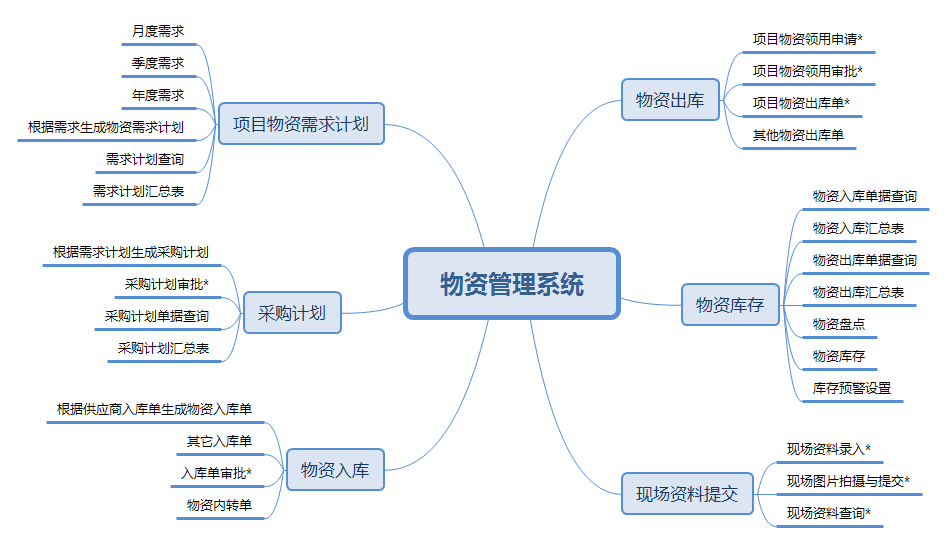 物资管理系统
项目物资需求计划
月度需求
季度需求
年度需求
根据需求生成物资需求计划
需求计划查询
需求计划汇总表
采购计划
根据需求计划生成采购计划
采购计划审批*
采购计划单据查询
采购计划汇总表
物资入库
根据供应商入库单生成物资入库单
其它入库单
入库单审批*
物资内转单
物资出库
项目物资领用申请*
项目物资领用审批*
项目物资出库单*
其他物资出库单
物资库存
物资入库单据查询
物资入库汇总表
物资出库单据查询
物资出库汇总表
物资盘点
物资库存
库存预警设置
现场资料提交
现场资料录入*
现场图片拍摄与提交*
现场资料查询*